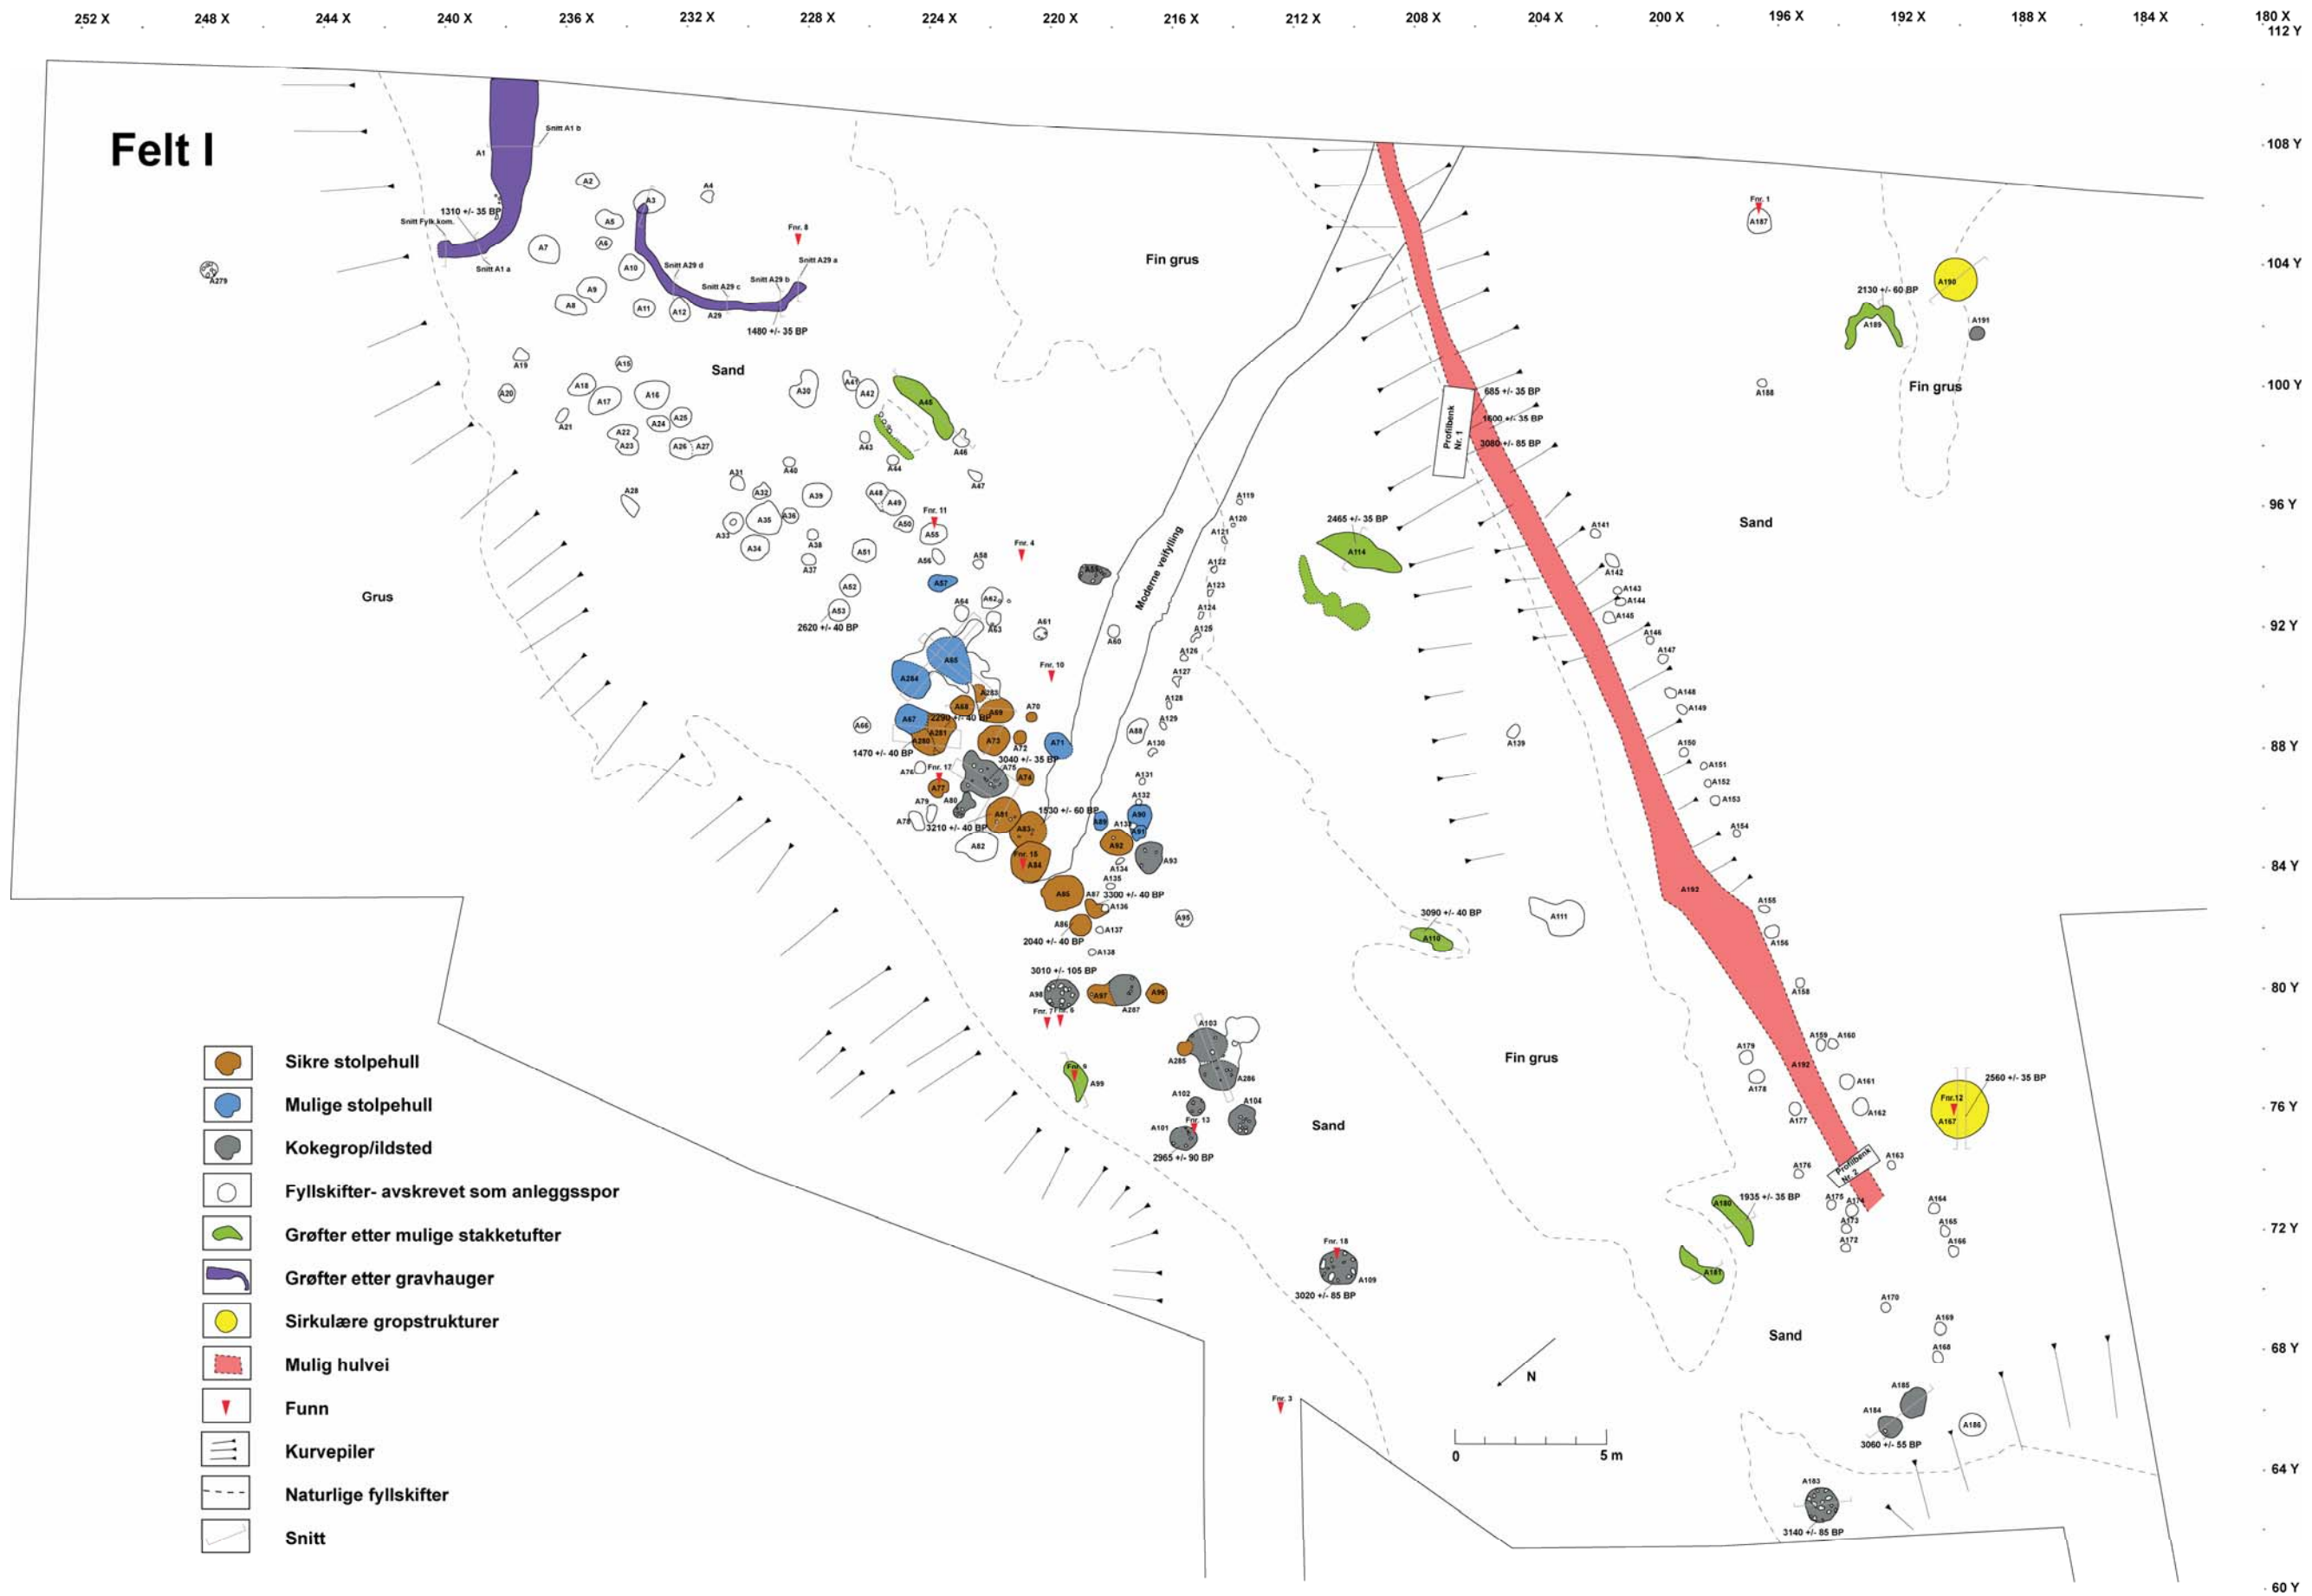 252 X 248 X 244 X 240 X 236 X 232 X 228 X 224 X 220 X 216 X 212 X 208 X 204 X 200 X 196 X 192 X 188 X 184 X 180 X
112 Y
Felt I
108 Y
104 Y
100 Y
96 Y
92 Y
88 Y
84 Y
80 Y
76 Y
72 Y
68 Y
64 Y
60 Y
Snitt A1 b
A1
1310 +/- 35 BP
Snitt Fylk.kom.
Snitt A1 a
A279
A2
A3
A4
A5
A6
A7
A8
A9
A10
A11
A12
Fnr. 8
Snitt A29 d
Snitt A29 c
Snitt A29 b
Snitt A29 a
A29
1480 +/- 35 BP
Fin grus
Fnr. 1
A187
A190
2130 +/- 60 BP
A189
A191
A188
Fin grus
Sand
A15
A16
A17
A18
A19
A20
A21
A22
A23
A24
A25
A26
A27
A28
A30
A41
A42
A45
A43
A44
A46
A47
A31
A32
A33
A34
A35
A36
A37
A38
A39
A40
A48
A49
A50
A51
A52
A53
2620 +/- 40 BP
Fnr. 11
A55
A56
A57
A58
Fnr. 4
A59
A60
A61
A62
A63
A64
A65
A284
A66
A67
A68
A69
A70
A283
2290 +/- 40 BP
A280
A281
1470 +/- 40 BP
Fnr. 10
A71
A72
A73
A74
A75
3040 +/- 35 BP
A76
Fnr. 17
A77
A78
A79
A80
3210 +/- 40 BP
A81
A82
A83
1530 +/- 60 BP
Fnr. 15
A84
A85
A86
A87
3300 +/- 40 BP
2040 +/- 40 BP
A88
A89
A90
A91
A92
A93
A95
Moderne veifylling
A119
A120
A121
A122
A123
A124
A125
A126
A127
A128
A129
A130
A131
A132
A134
A135
A136
A137
A138
Profilbenk
Nr. 1
685 +/- 35 BP
1600 +/- 35 BP
3080 +/- 85 BP
2465 +/- 35 BP
A114
Sand
A141
A142
A143
A144
A145
A146
A147
A148
A149
A150
A151
A152
A153
A154
A139
A192
A155
A156
A158
A159
A160
A192
A161
A162
A163
A179
A178
A177
A176
A175
A174
A173
A172
Profilbenk
Nr. 2
Fnr.12
A167
2560 +/- 35 BP
A164
A165
A166
3090 +/- 40 BP
A110
A111
Grus
3010 +/- 105 BP
A98
Fnr. 6
A97
A287
A96
A103
A285
A286
A102
A104
Fnr. 13
A101
2965 +/- 90 BP
Fnr. 9
A99
Fin grus
Sand
A180
1935 +/- 35 BP
A181
Fnr. 18
A109
3020 +/- 85 BP
Sand
A170
A169
A168
A185
A184
A186
3060 +/- 55 BP
A183
3140 +/- 85 BP
Fnr. 3
N
0 5 m
Sikre stolpehull
Mulige stolpehull
Kokegrop/ildsted
Fyllskifter- avskrevet som anleggsspor
Grøfter etter mulige stakketufter
Grøfter etter gravhauger
Sirkulære gropstrukturer
Mulig hulvei
Funn
Kurvepiler
Naturlige fyllskifter
Snitt